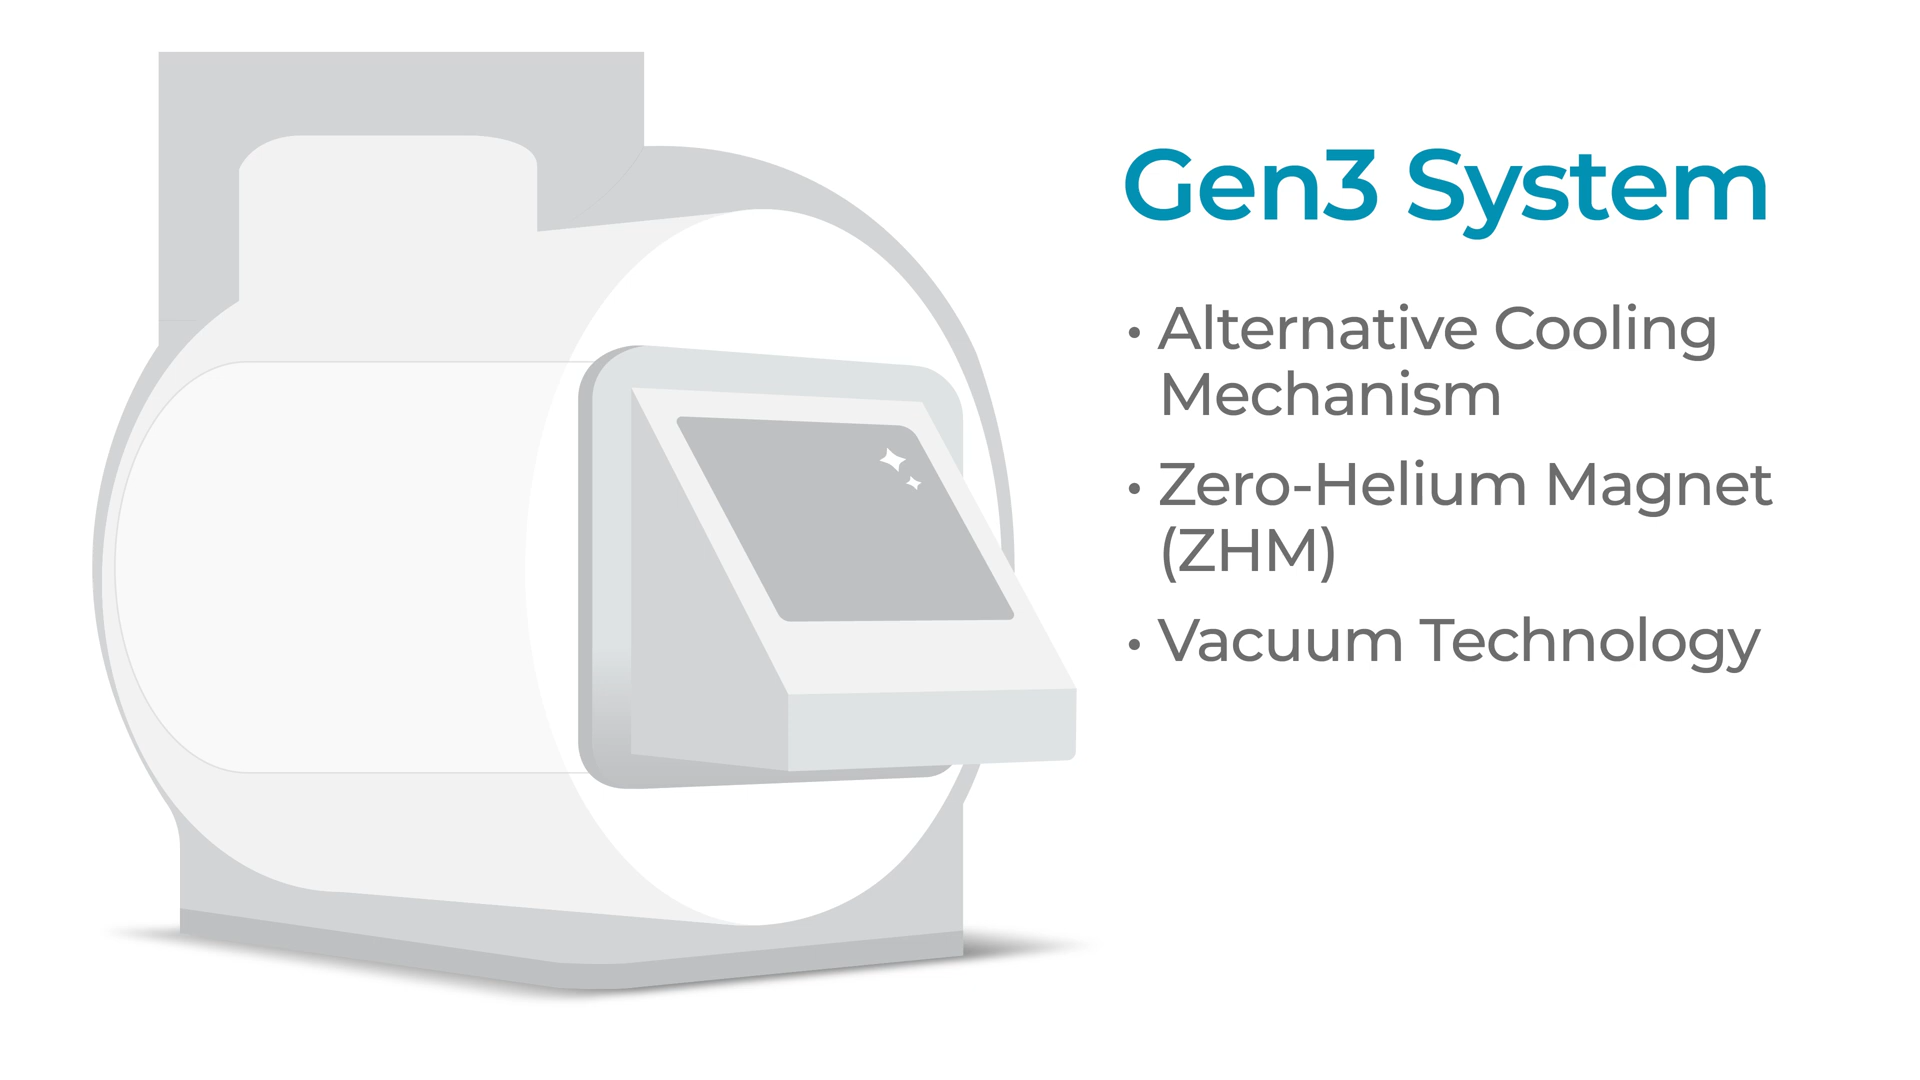 Gen3 System
• Alternative Cooling
Mechanism
• Zero-Helium Magnet
(ZHM)
• Vacuum Technology